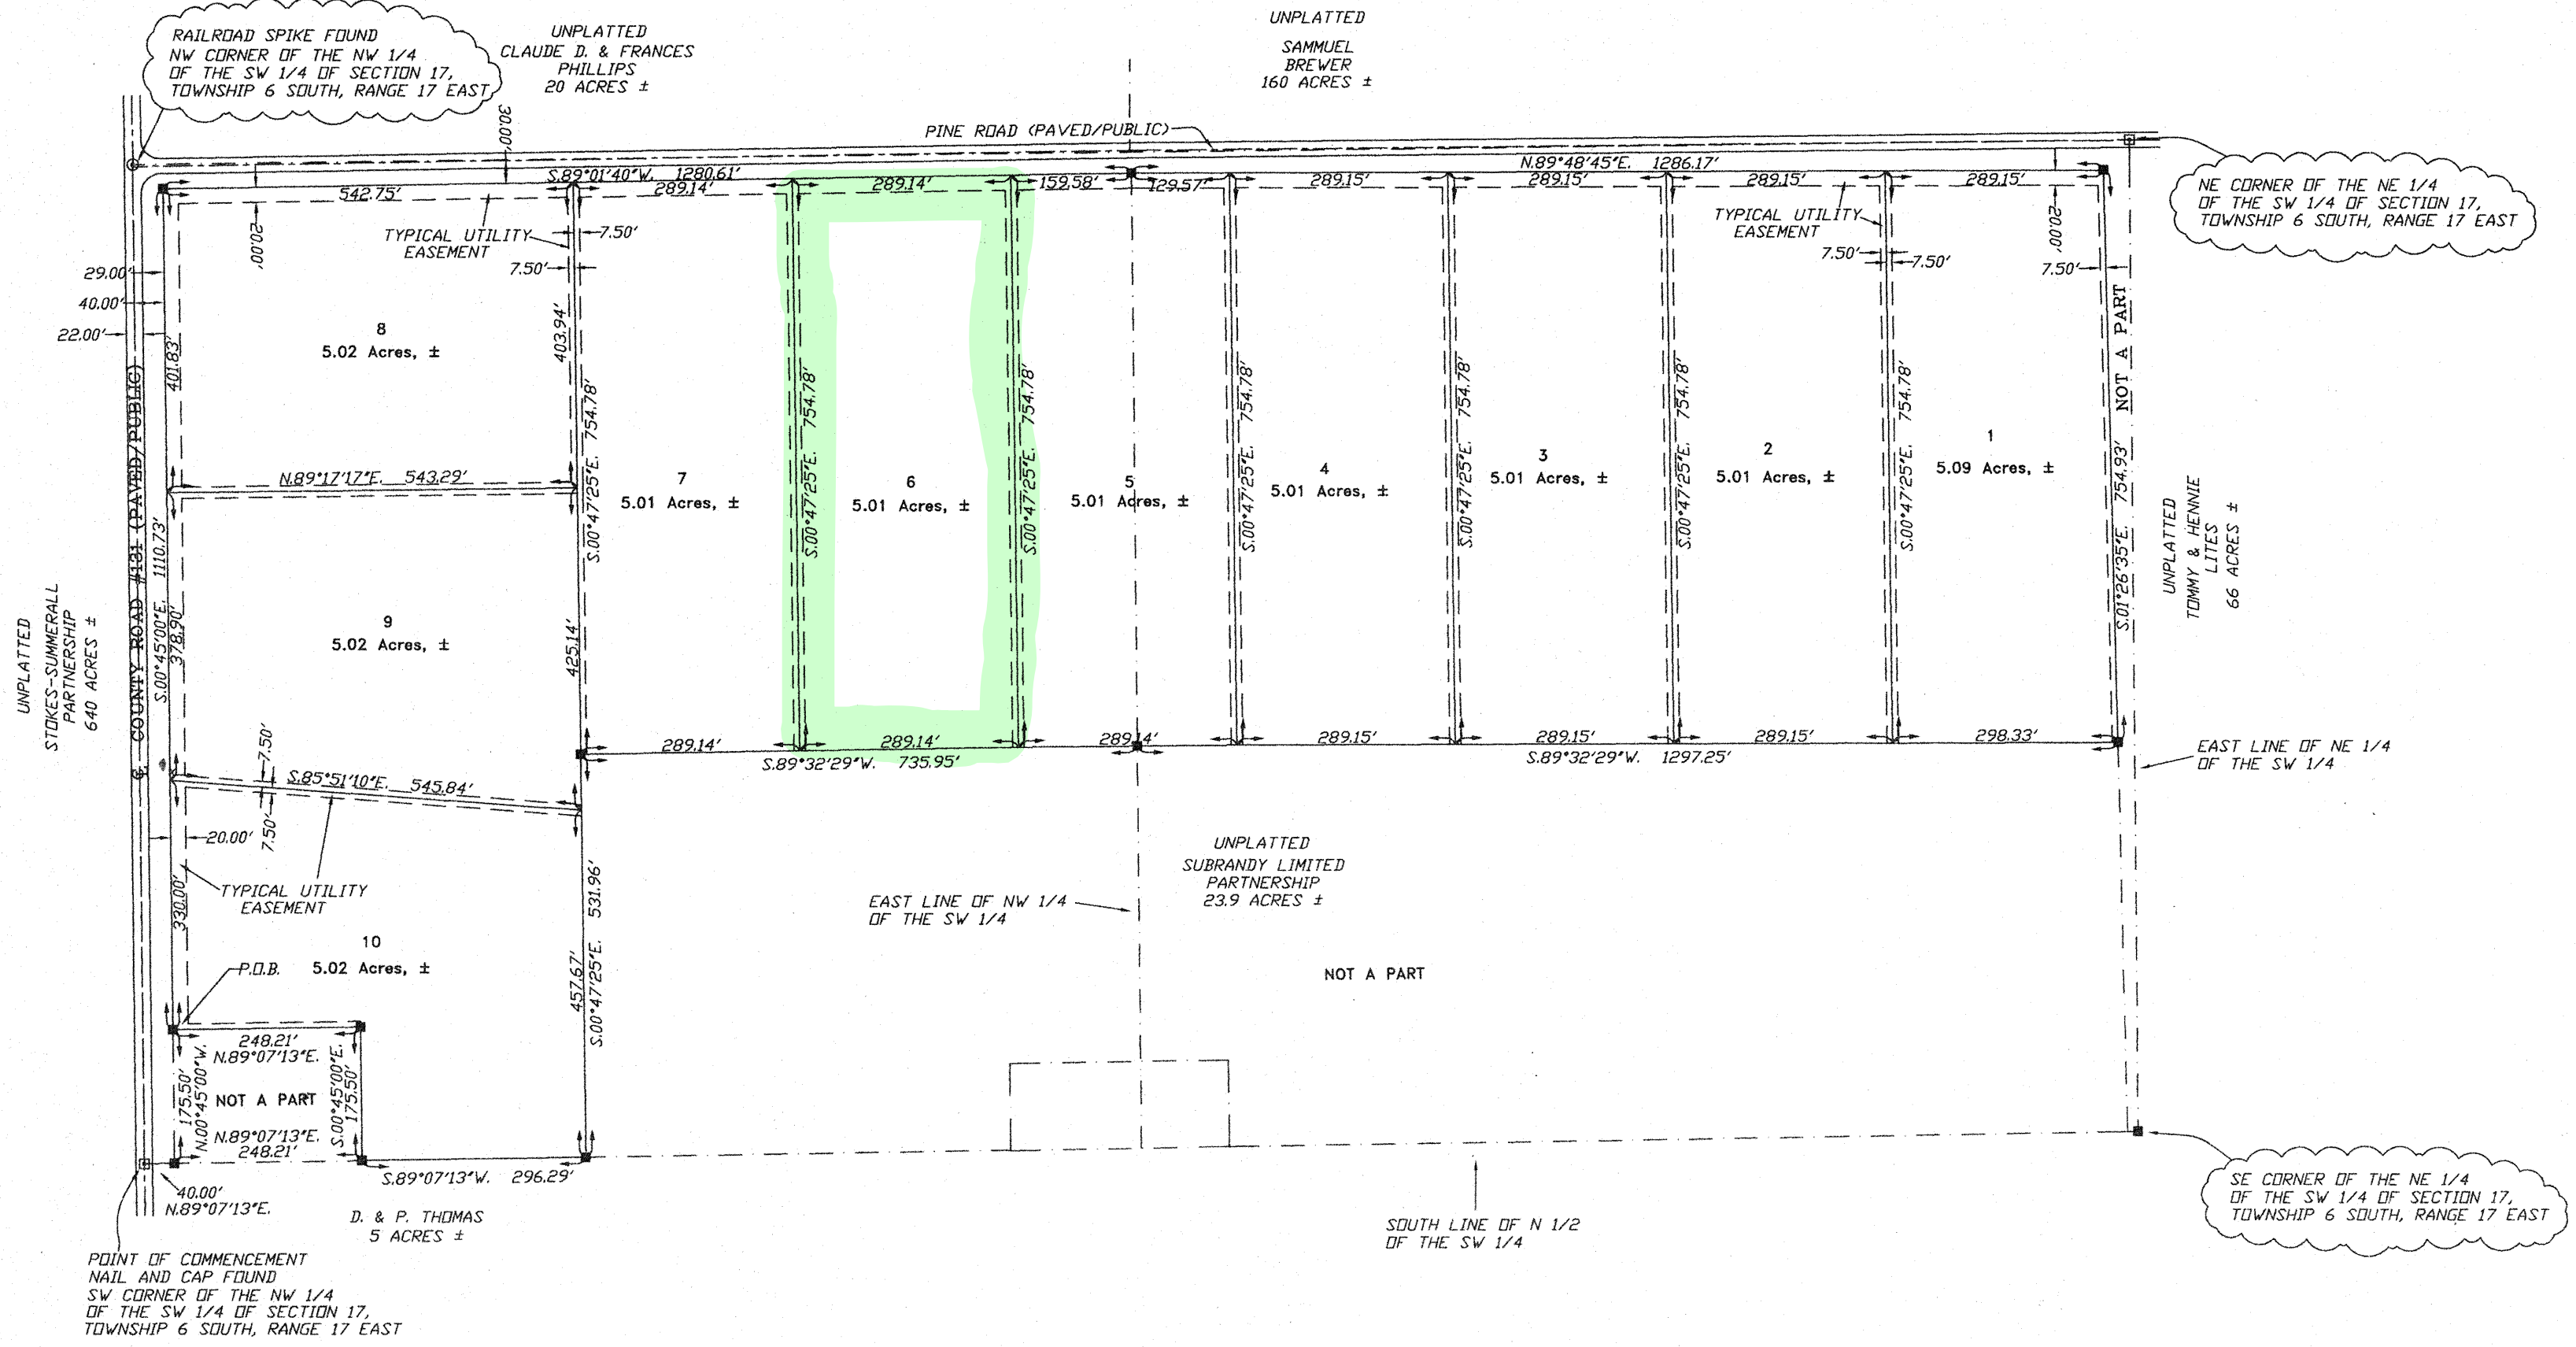 RAILROAD SPIKE FOUND
NW CORNER OF THE NW 1/4
OF THE SW 1/4 OF SECTION 17,
TOWNSHIP 6 SOUTH, RANGE 17 EAST
UNPLATTED
CLAUDE D. & FRANCES
PHILLIPS
20 ACRES ±
UNPLATTED
SAMMUEL
BREWER
160 ACRES ±
PINE ROAD (PAVED/PUBLIC)
NE CORNER OF THE NE 1/4
OF THE SW 1/4 OF SECTION 17,
TOWNSHIP 6 SOUTH, RANGE 17 EAST
30.00'
S.89°01'40"W. 1280.61'
N.89°48'45"E. 1286.17'
542.75'
289.14'
289.14'
159.58'
129.57'
289.15'
289.15'
289.15'
289.15'
20.00'
TYPICAL UTILITY
EASEMENT
7.50'
7.50'
TYPICAL UTILITY
EASEMENT
7.50'
7.50'
7.50'
20.00'
29.00'
40.00'
22.00'
8
5.02 Acres, ±
401.83'
403.94'
S.00°47'25"E. 754.78'
7
5.01 Acres, ±
S.00°47'25"E. 754.78'
6
5.01 Acres, ±
S.00°47'25"E. 754.78'
5
5.01 Acres, ±
S.00°47'25"E. 754.78'
4
5.01 Acres, ±
S.00°47'25"E. 754.78'
3
5.01 Acres, ±
S.00°47'25"E. 754.78'
2
5.01 Acres, ±
S.00°47'25"E. 754.78'
1
5.09 Acres, ±
S.01°26'35"E. 754.93'
NOT A PART
UNPLATTED
TOMMY & HENNIE
LITES
66 ACRES ±
N.89°17'17"E. 543.29'
UNPLATTED
STOKES-SUMMERALL
PARTNERSHIP
640 ACRES ±
℄ COUNTY ROAD #131 (PAVED/PUBLIC)
S.00°45'00"E. 1110.73'
378.90'
9
5.02 Acres, ±
425.14'
289.14'
289.14'
289.14'
289.15'
289.15'
289.15'
298.33'
S.89°32'29"W. 735.95'
S.89°32'29"W. 1297.25'
EAST LINE OF NE 1/4
OF THE SW 1/4
7.50'
S.85°51'10"E. 545.84'
7.50'
20.00'
TYPICAL UTILITY
EASEMENT
330.00'
10
5.02 Acres, ±
P.O.B.
457.67'
S.00°47'25"E. 531.96'
EAST LINE OF NW 1/4
OF THE SW 1/4
UNPLATTED
SUBRANDY LIMITED
PARTNERSHIP
23.9 ACRES ±
NOT A PART
248.21'
N.89°07'13"E.
175.50'
N.00°45'00"W.
NOT A PART
S.00°45'00"E.
175.50'
N.89°07'13"E.
248.21'
S.89°07'13"W. 296.29'
40.00'
N.89°07'13"E.
D. & P. THOMAS
5 ACRES ±
SOUTH LINE OF N 1/2
OF THE SW 1/4
SE CORNER OF THE NE 1/4
OF THE SW 1/4 OF SECTION 17,
TOWNSHIP 6 SOUTH, RANGE 17 EAST
POINT OF COMMENCEMENT
NAIL AND CAP FOUND
SW CORNER OF THE NW 1/4
OF THE SW 1/4 OF SECTION 17,
TOWNSHIP 6 SOUTH, RANGE 17 EAST